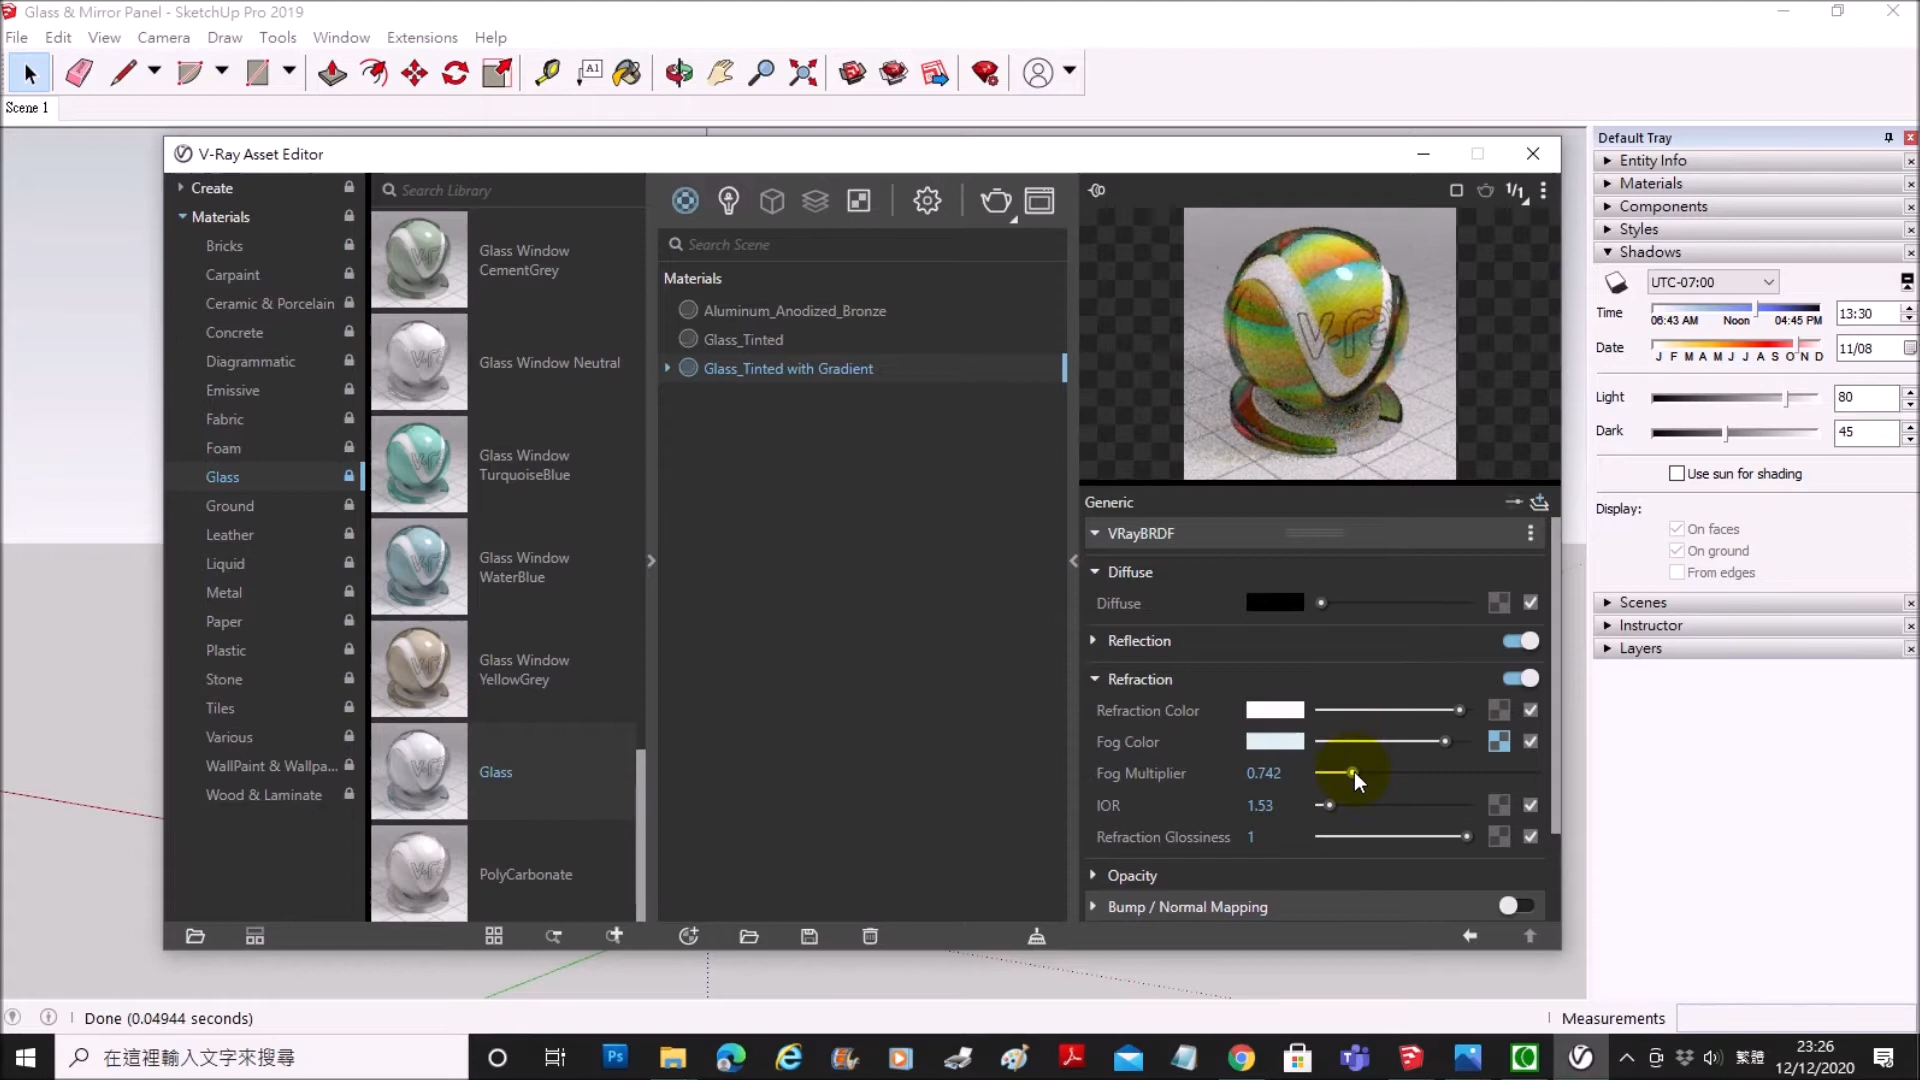 Glass & Mirror Panel - SketchUp Pro 2019
File Edit View Camera Draw Tools Window Extensions Help
A1
Scene 1
V-Ray Asset Editor
Create
Materials
Bricks
Carpaint
Ceramic & Porcelain
Concrete
Diagrammatic
Emissive
Fabric
Foam
Glass
Ground
Leather
Liquid
Metal
Paper
Plastic
Stone
Tiles
Various
WallPaint & Wallpa...
Wood & Laminate
Search Library
Glass Window
CementGrey
Glass Window Neutral
Glass Window
TurquoiseBlue
Glass Window
WaterBlue
Glass Window
YellowGrey
Glass
PolyCarbonate
Search Scene
Materials
Aluminum_Anodized_Bronze
Glass_Tinted
Glass_Tinted with Gradient
1/1
Generic
VRayBRDF
Diffuse
Diffuse
Reflection
Refraction
Refraction Color
Fog Color
Fog Multiplier 0.742
IOR 1.53
Refraction Glossiness 1
Opacity
Bump / Normal Mapping
Default Tray
Entity Info
Materials
Components
Styles
Shadows
UTC-07:00
Time 06:43 AM Noon 04:45 PM 13:30
Date J F M A M J J A S O N D 11/08
Light 80
Dark 45
Use sun for shading
Display:
On faces
On ground
From edges
Scenes
Instructor
Layers
Done (0.04944 seconds)
Measurements
在這裡輸入文字來搜尋
Ps
繁體
23:26
12/12/2020